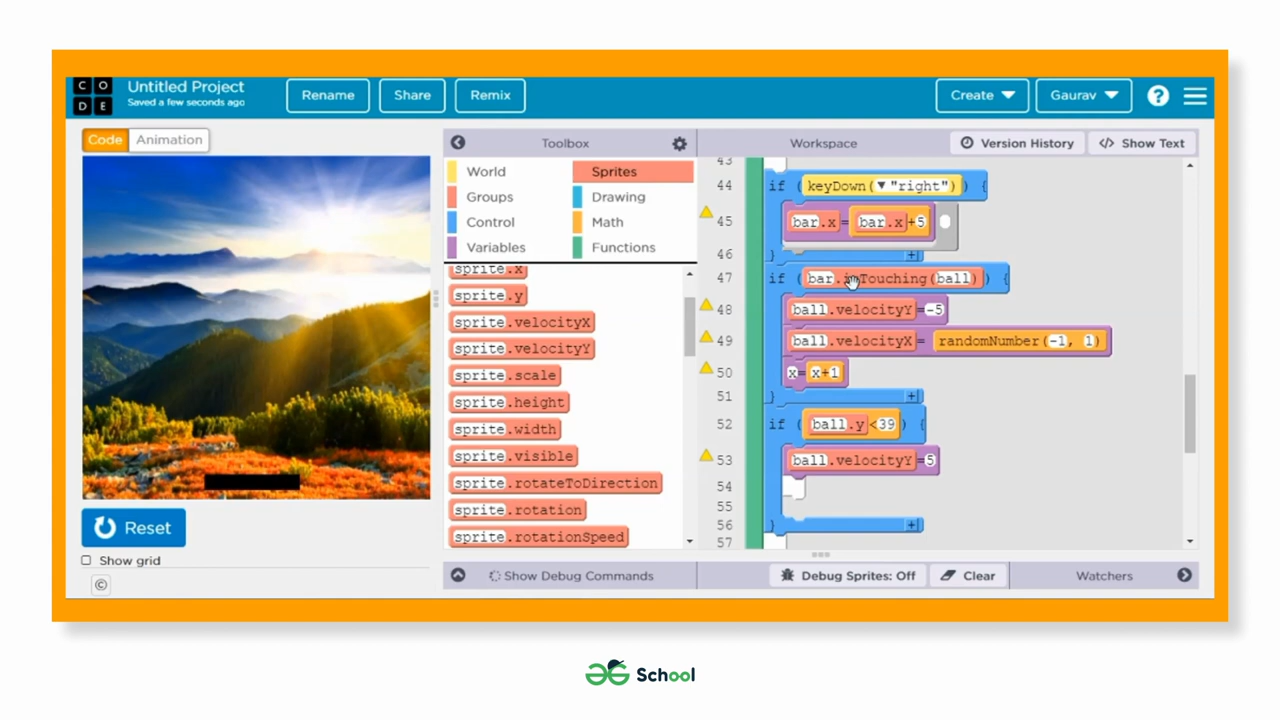 C O
D E
Untitled Project
Saved a few seconds ago
Rename
Share
Remix
Create
Gaurav
?
Code
Animation
Toolbox
Workspace
Version History
</> Show Text
World
Sprites
Groups
Drawing
Control
Math
Variables
Functions
sprite.x
sprite.y
sprite.velocityX
sprite.velocityY
sprite.scale
sprite.height
sprite.width
sprite.visible
sprite.rotateToDirection
sprite.rotation
sprite.rotationSpeed
43
44 if ( keyDown( "right") ) {
45 bar.x = bar.x+5
46 }
47 if ( bar. Touching(ball) ) {
48 ball.velocityY=-5
49 ball.velocityX= randomNumber(-1, 1)
50 x= x+1
51 }
52 if ( ball.y <39 ) {
53 ball.velocityY=5
54
55
56 }
57
Reset
Show grid
©
Show Debug Commands
Debug Sprites: Off
Clear
Watchers
School